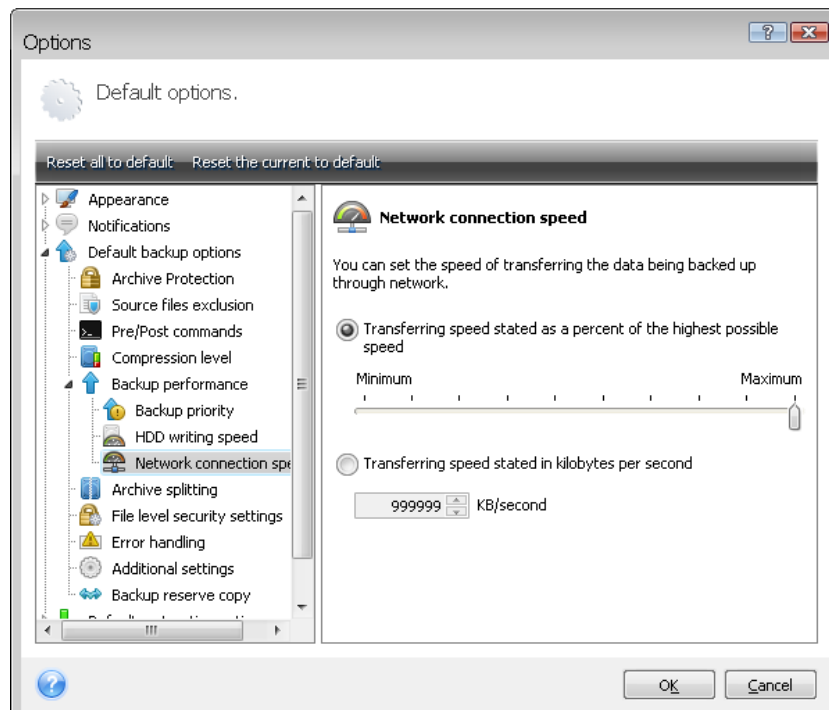 Options
Default options.
Reset all to default Reset the current to default
Appearance
Notifications
Default backup options
Archive Protection
Source files exclusion
Pre/Post commands
Compression level
Backup performance
Backup priority
HDD writing speed
Network connection spe
Archive splitting
File level security settings
Error handling
Additional settings
Backup reserve copy
Network connection speed
You can set the speed of transferring the data being backed up
through network.
Transferring speed stated as a percent of the highest possible
speed
Minimum Maximum
Transferring speed stated in kilobytes per second
999999 KB/second
OK Cancel